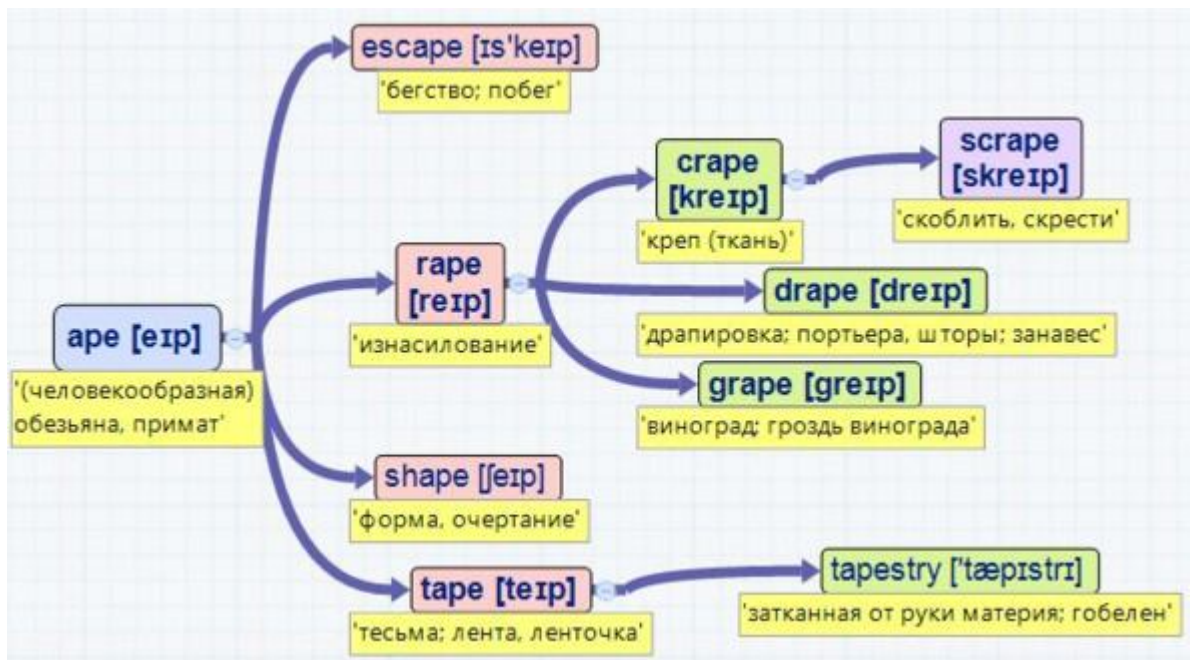 escape [ɪs'keɪp]
'бегство; побег'
crape
[kreɪp]
'креп (ткань)'
scrape
[skreɪp]
'скоблить, скрести'
rape
[reɪp]
'изнасилование'
drape [dreɪp]
'драпировка; портьера, шторы; занавес'
ape [eɪp]
'(человекообразная)
обезьяна, примат'
grape [greɪp]
'виноград; гроздь винограда'
shape [ʃeɪp]
'форма, очертание'
tape [teɪp]
'тесьма; лента, ленточка'
tapestry ['tæpɪstrɪ]
'затканная от руки материя; гобелен'